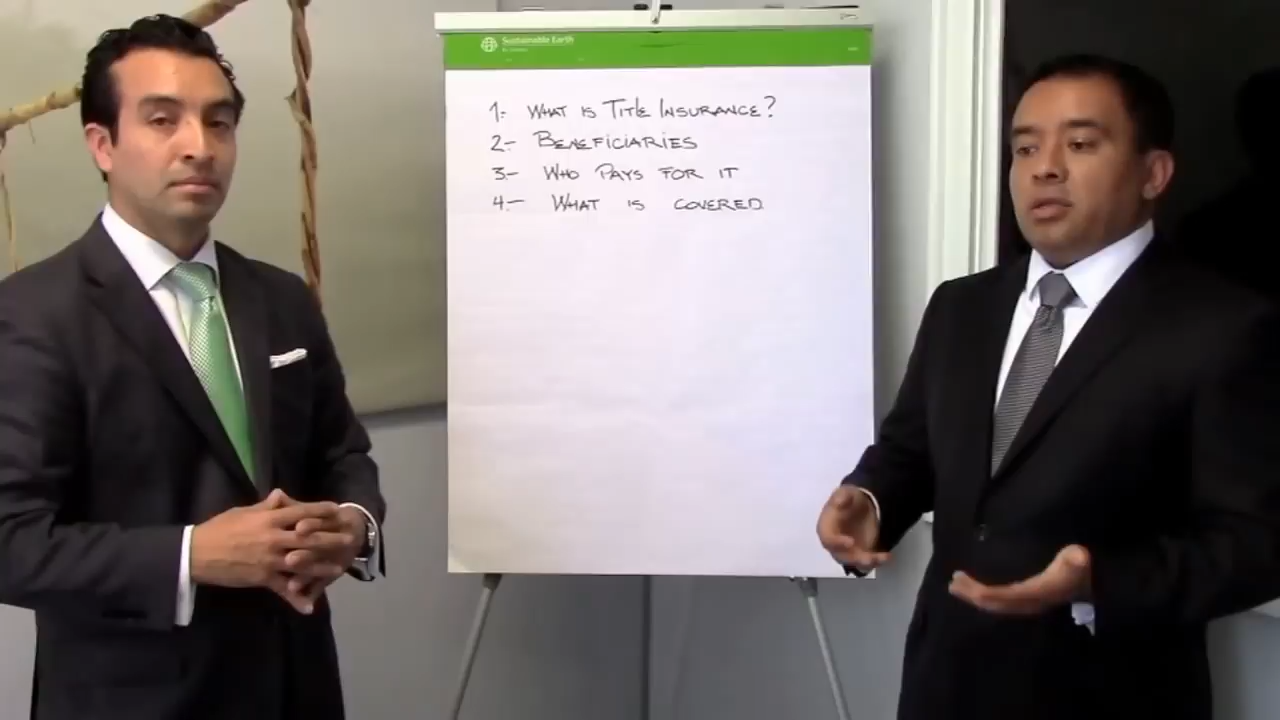 Sustainable Earth
1.- WHAT IS TITLE INSURANCE?
2.- BENEFICIARIES
3.- WHO PAYS FOR IT
4.- WHAT IS COVERED